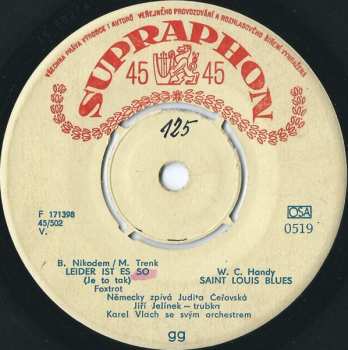 VŠECHNA PRÁVA VÝROBCE I AUTORŮ VEŘEJNÉHO PROVOZOVÁNÍ A ROZHLASOVÉHO ŠÍŘENÍ VYHRAŽENA
SUPRAPHON
45 45
125
F 171398
45/502
V.
OSA
0519
B. Nikodem/M. Trenk
LEIDER IST ES SO
(Je to tak)
Foxtrot
W. C. Handy
SAINT LOUIS BLUES
Německy zpívá Judita Čeřovská
Jiří Jelínek – trubka
Karel Vlach se svým orchestrem
gg